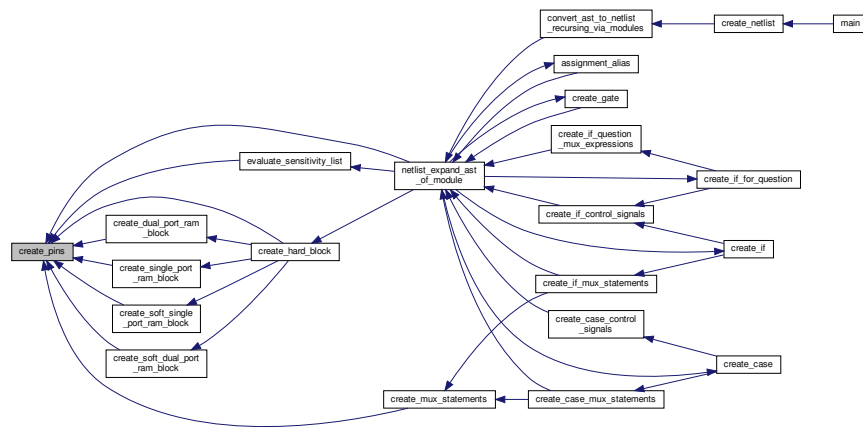 convert_ast_to_netlist
_recursing_via_modules
create_netlist
main
assignment_alias
create_gate
create_if_question
_mux_expressions
evaluate_sensitivity_list
netlist_expand_ast
_of_module
create_if_for_question
create_dual_port_ram
_block
create_if_control_signals
create_pins
create_hard_block
create_if
create_single_port
_ram_block
create_if_mux_statements
create_soft_single
_port_ram_block
create_case_control
_signals
create_soft_dual_port
_ram_block
create_case
create_mux_statements
create_case_mux_statements